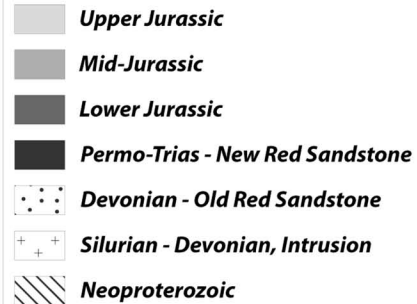 Upper Jurassic
Mid-Jurassic
Lower Jurassic
Permo-Trias - New Red Sandstone
Devonian - Old Red Sandstone
Silurian - Devonian, Intrusion
Neoproterozoic